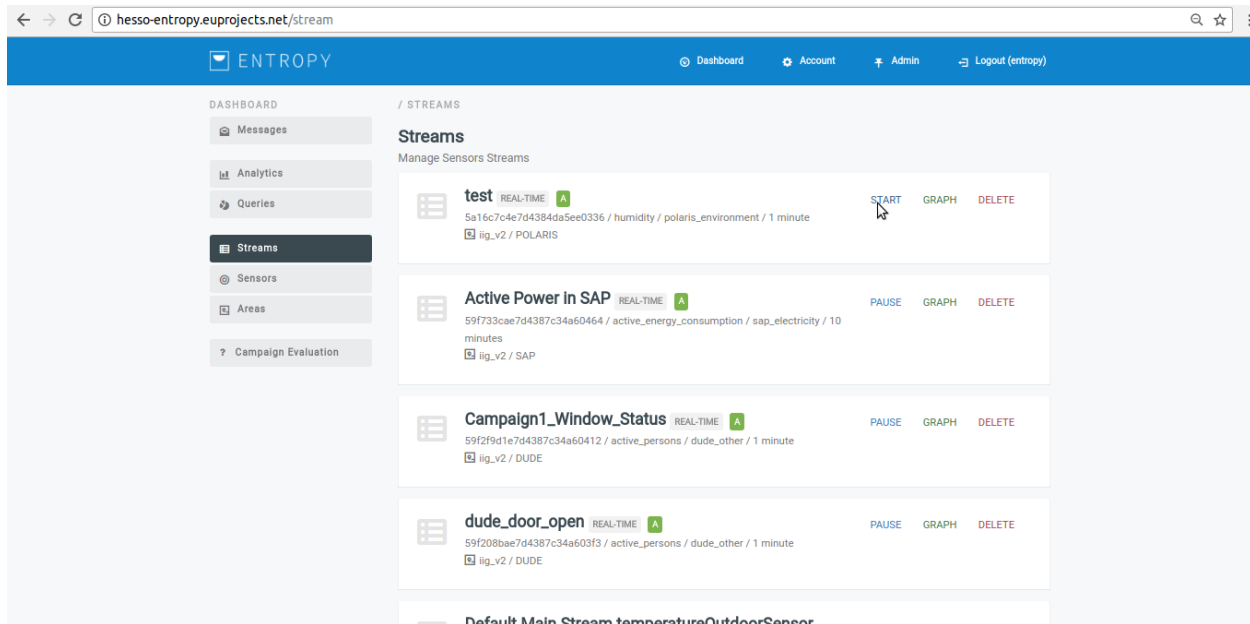 hesso-entropy.euprojects.net/stream
ENTROPY
Dashboard
Account
Admin
Logout (entropy)
DASHBOARD
Messages
Analytics
Queries
Streams
Sensors
Areas
? Campaign Evaluation
/ STREAMS
Streams
Manage Sensors Streams
test REAL-TIME A
START GRAPH DELETE
5a16c7c4e7d4384da5ee0336 / humidity / polaris_environment / 1 minute
iig_v2 / POLARIS
Active Power in SAP REAL-TIME A
PAUSE GRAPH DELETE
59f733cae7d4387c34a60464 / active_energy_consumption / sap_electricity / 10
minutes
iig_v2 / SAP
Campaign1_Window_Status REAL-TIME A
PAUSE GRAPH DELETE
59f2f9d1e7d4387c34a60412 / active_persons / dude_other / 1 minute
iig_v2 / DUDE
dude_door_open REAL-TIME A
PAUSE GRAPH DELETE
59f208bae7d4387c34a603f3 / active_persons / dude_other / 1 minute
iig_v2 / DUDE
Default Main Stream temperatureOutdoorSensor